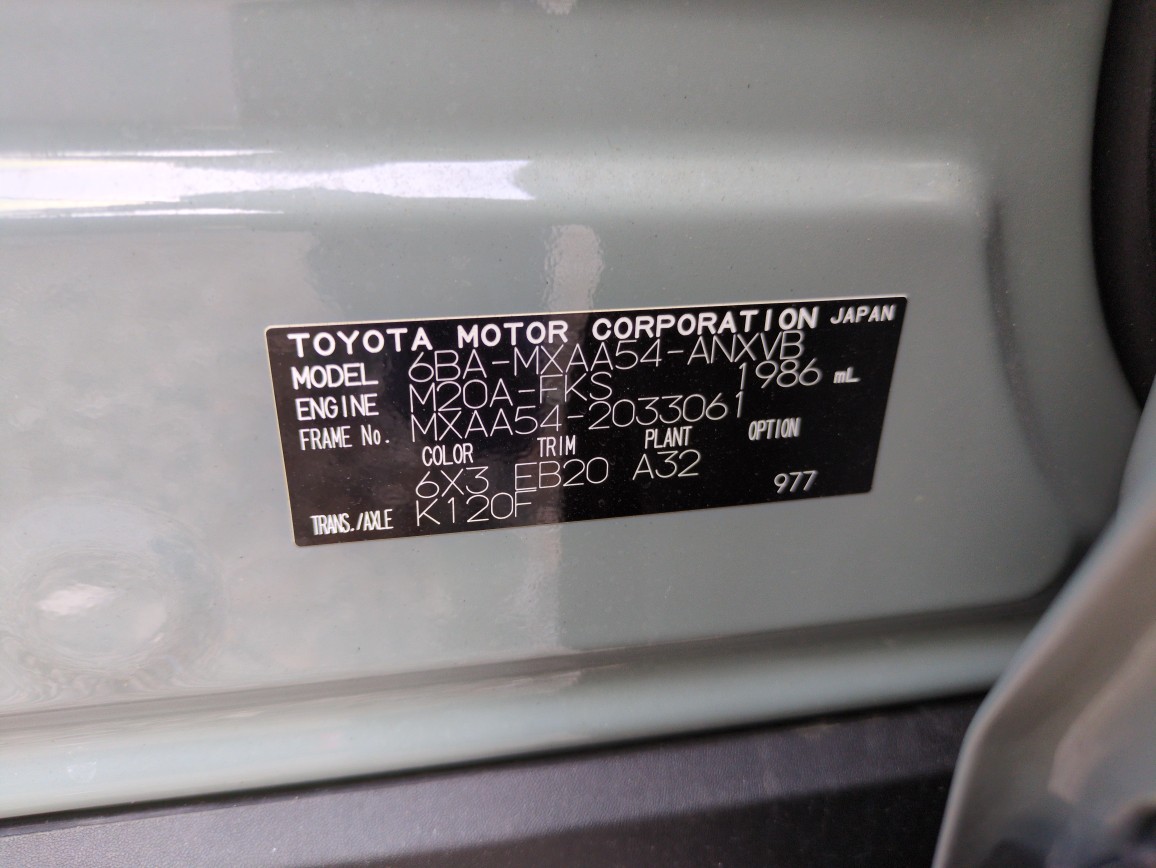 TOYOTA MOTOR CORPORATION JAPAN
MODEL 6BA-MXAA54-ANXVB
ENGINE M20A-FKS 1986 mL
FRAME No. MXAA54-2033061
COLOR TRIM PLANT OPTION
6X3 EB20 A32 977
TRANS./AXLE K120F